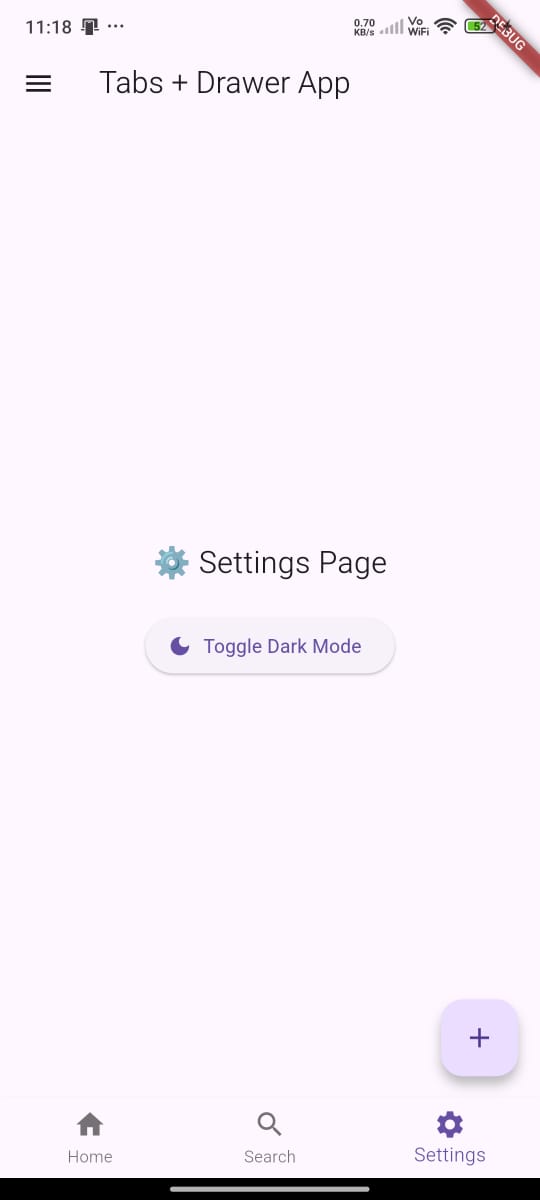 11:18 ...
0.70
KB/s
Vo
WiFi
52
DEBUG
Tabs + Drawer App
⚙️ Settings Page
Toggle Dark Mode
+
Home
Search
Settings